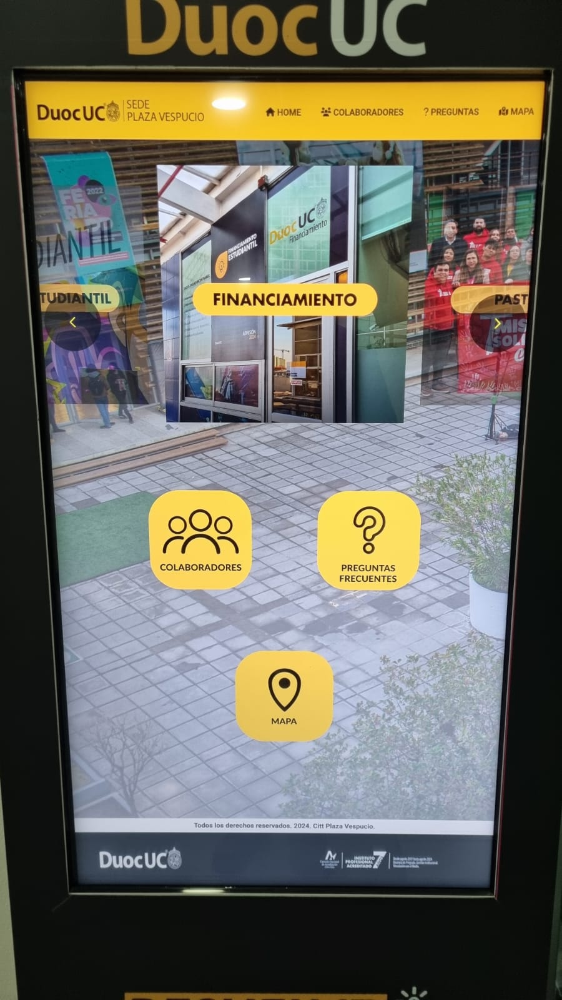 Duoc UC
Duoc UC
SEDE
PLAZA VESPUCIO
HOME
COLABORADORES
? PREGUNTAS
MAPA
FE
RIA
2022
DIANTIL
TUDIANTIL
FINANCIAMIENTO
ESTUDIANTIL
Duoc UC
Financiamiento
ADMISIÓN
2024
FINANCIAMIENTO
PAST
MIS
SOLI
COLABORADORES
PREGUNTAS
FRECUENTES
MAPA
Todos los derechos reservados. 2024. Citt Plaza Vespucio.
Duoc UC
INSTITUTO
PROFESIONAL
ACREDITADO
7